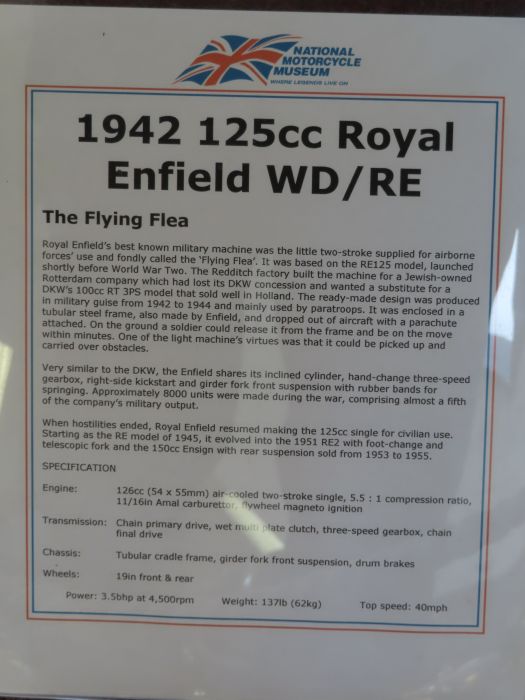 NATIONAL
MOTORCYCLE
MUSEUM
WHERE LEGENDS LIVE ON
1942 125cc Royal
Enfield WD/RE
The Flying Flea
Royal Enfield's best known military machine was the little two-stroke supplied for airborne
forces' use and fondly called the 'Flying Flea'. It was based on the RE125 model, launched
shortly before World War Two. The Redditch factory built the machine for a Jewish-owned
Rotterdam company which had lost its DKW concession and wanted a substitute for a
DKW's 100cc RT 3PS model that sold well in Holland. The ready-made design was produced
in military guise from 1942 to 1944 and mainly used by paratroops. It was enclosed in a
tubular steel frame, also made by Enfield, and dropped out of aircraft with a parachute
attached. On the ground a soldier could release it from the frame and be on the move
within minutes. One of the light machine's virtues was that it could be picked up and
carried over obstacles.
Very similar to the DKW, the Enfield shares its inclined cylinder, hand-change three-speed
gearbox, right-side kickstart and girder fork front suspension with rubber bands for
springing. Approximately 8000 units were made during the war, comprising almost a fifth
of the company's military output.
When hostilities ended, Royal Enfield resumed making the 125cc single for civilian use.
Starting as the RE model of 1945, it evolved into the 1951 RE2 with foot-change and
telescopic fork and the 150cc Ensign with rear suspension sold from 1953 to 1955.
SPECIFICATION
Engine: 126cc (54 x 55mm) air-cooled two-stroke single, 5.5 : 1 compression ratio,
11/16in Amal carburettor, flywheel magneto ignition
Transmission: Chain primary drive, wet multi plate clutch, three-speed gearbox, chain
final drive
Chassis: Tubular cradle frame, girder fork front suspension, drum brakes
Wheels: 19in front & rear
Power: 3.5bhp at 4,500rpm Weight: 137lb (62kg) Top speed: 40mph